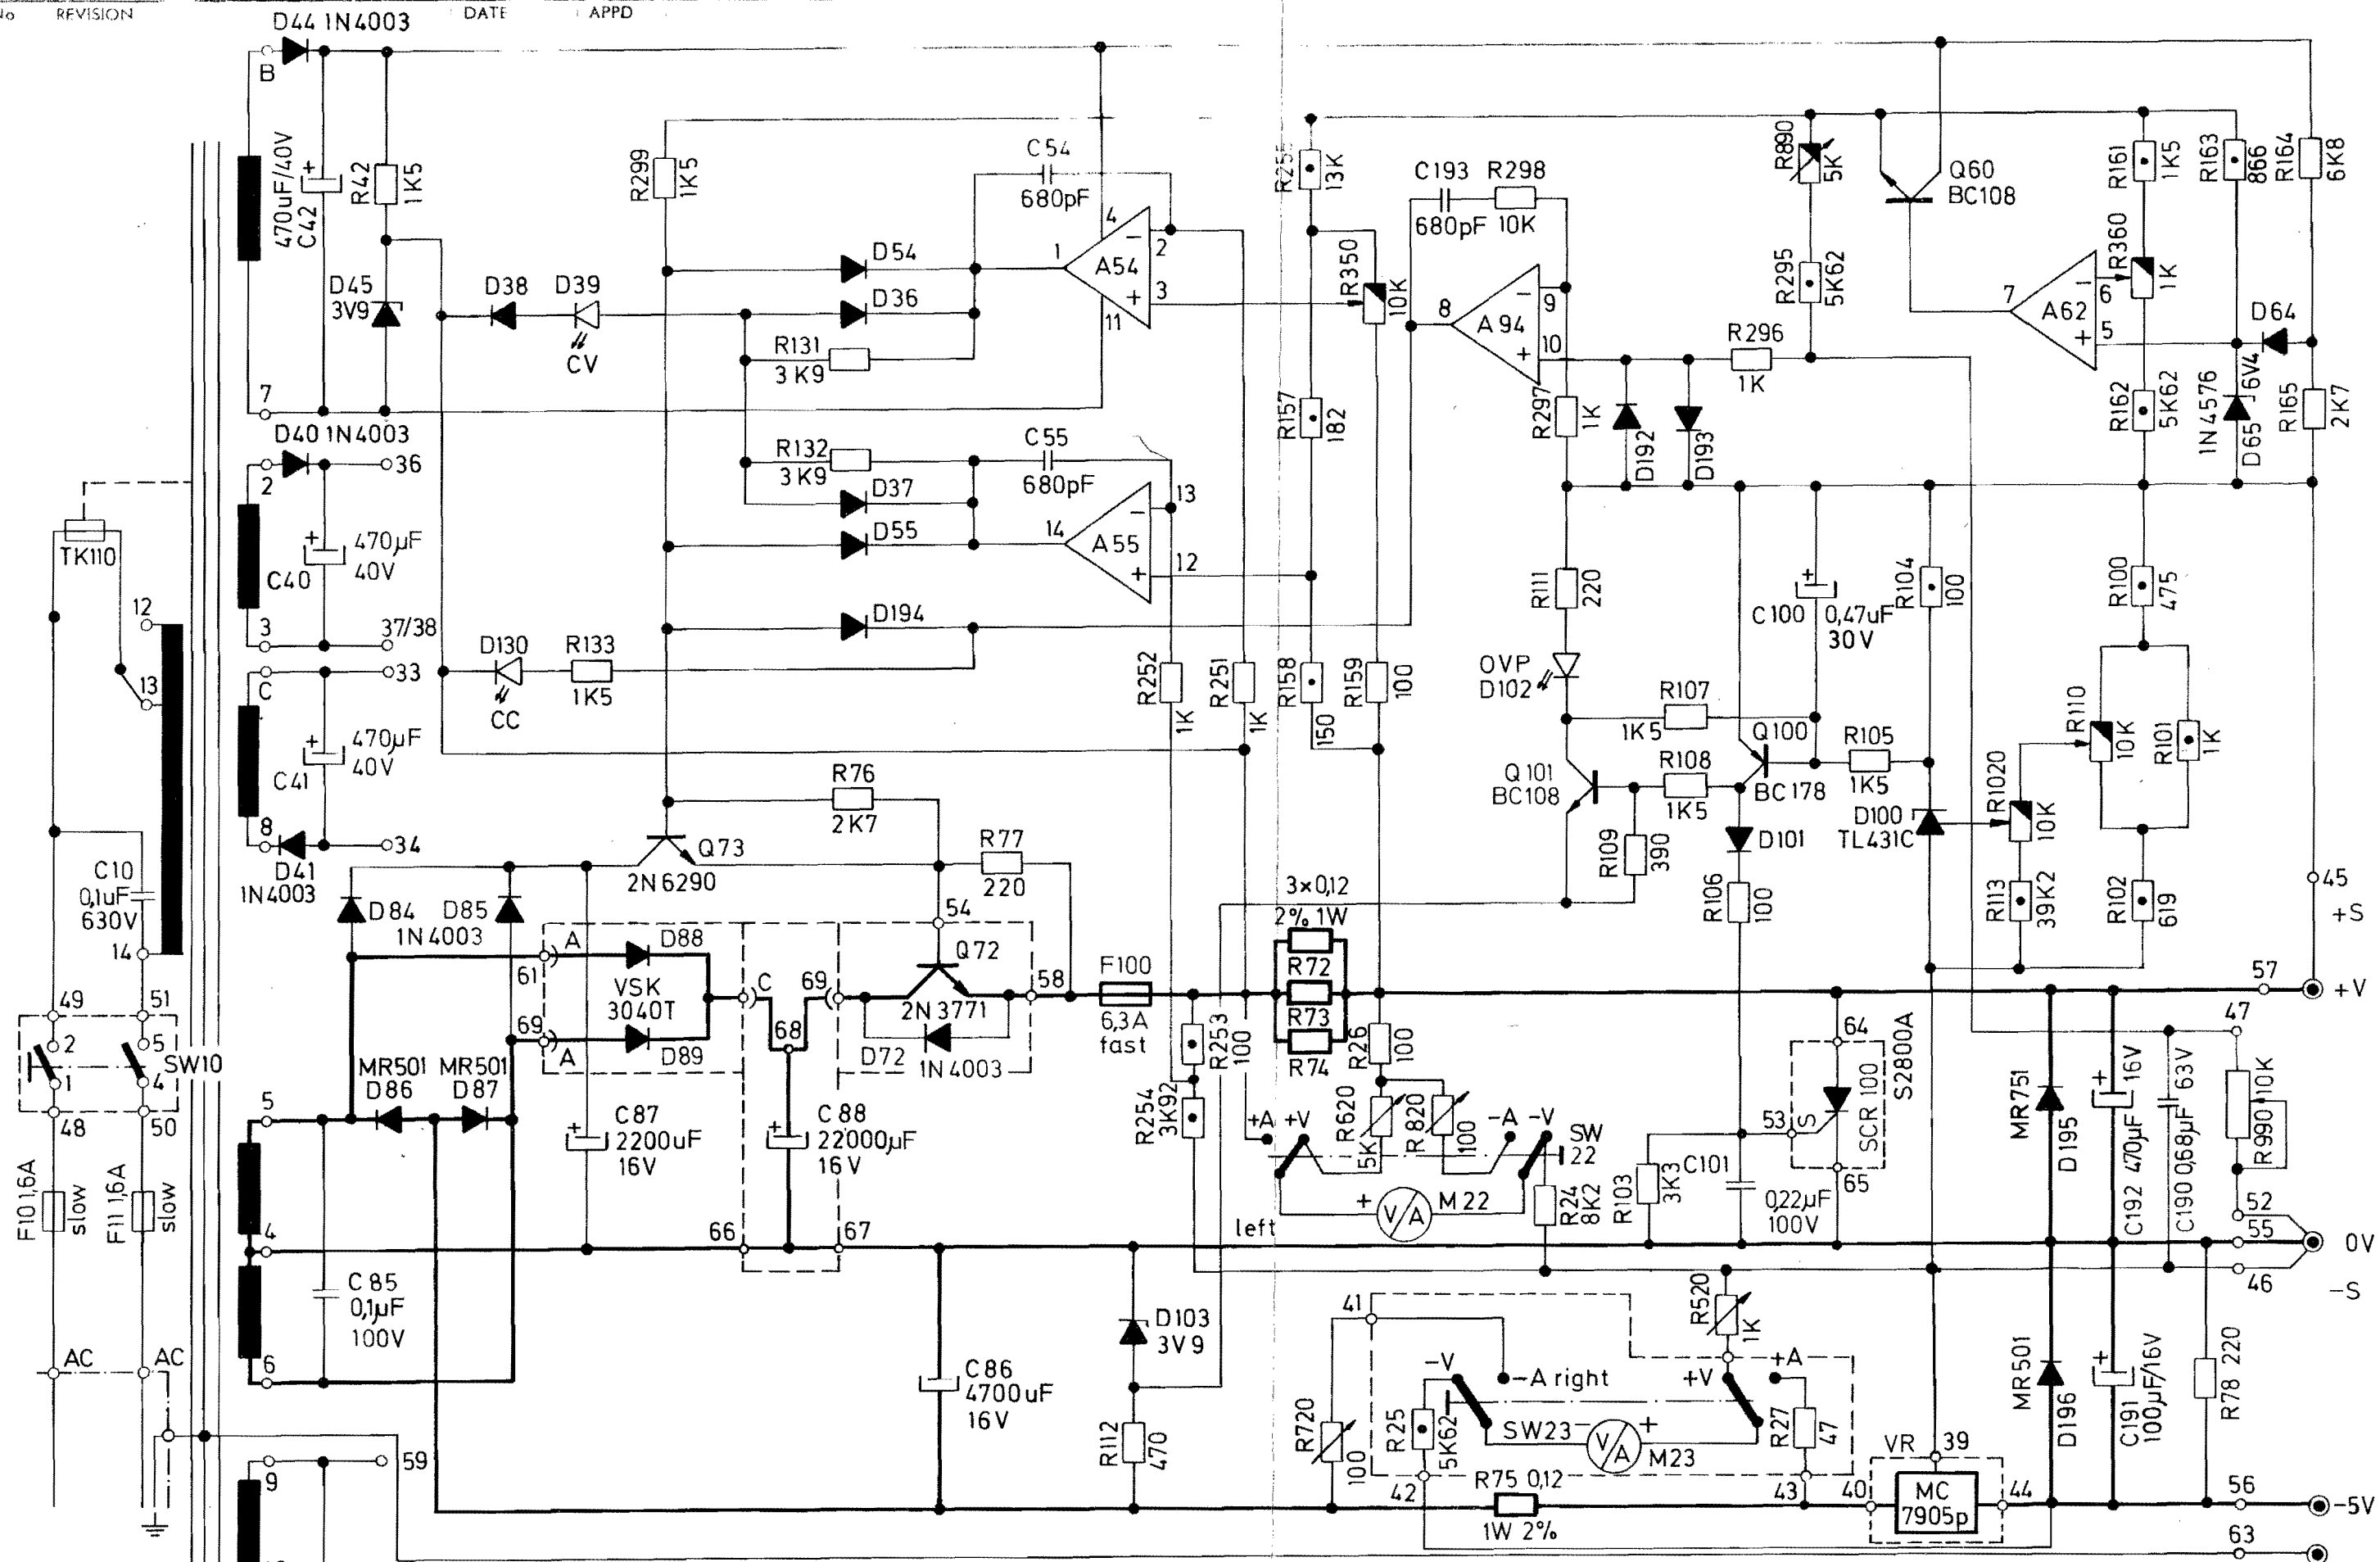 No REVISION DATE APPD
D44 1N4003
B
470uF/40V
C42
+
R42
1K5
D45
3V9
7
D38
D39
CV
R299
1K5
D54
D36
R131
3K9
C54
680pF
4
1
A54
−
2
+
3
11
13K
R350
10K
C193
680pF
R298
10K
8
A94
−
9
+
10
R890
5K
R295
5K62
R296
1K
Q60
BC108
R161
1K5
R163
866
R164
6K8
R360
1K
7
A62
−
6
+
5
D64
R297
1K
D192
D193
R162
5K62
1N4576
D65
6V4
R165
2K7
D40 1N4003
2
36
C40
+
470µF
40V
3
37/38
R132
3K9
D37
D55
C55
680pF
13
−
14
A55
12
+
R157
182
TK110
12
13
C
33
C41
+
470µF
40V
8
34
D41
1N4003
D130
CC
R133
1K5
D194
R252
1K
R251
1K
R158
150
R159
100
R111
220
OVP
D102
C100
+
0,47uF
30V
R104
100
R100
475
R110
10K
R101
1K
R107
1K5
Q100
BC178
R108
1K5
R105
1K5
Q101
BC108
R109
390
D101
D100
TL431C
R1020
10K
R113
39K2
R102
619
R106
100
45
+S
R76
2K7
Q73
2N6290
R77
220
C10
0,1uF
630V
14
D84
D85
1N4003
54
Q72
2N3771
61
A
D88
VSK
3040T
69
A
D89
C
68
69
58
D72
1N4003
F100
6,3A
fast
3×0,12
2% 1W
R72
R73
R74
57
+V
49
51
2
5
SW10
1
4
48
50
MR501
D86
MR501
D87
5
4
6
C87
2200uF
16V
+
C88
22000µF
16V
+
R253
100
R254
3K92
R26
100
R620
5K
R820
100
+A
+V
−A
−V
SW
22
+
V/A
M22
R24
8K2
R103
3K3
C101
0,22µF
100V
53
S
64
SCR 100
65
S2800A
MR751
D195
C192 470µF 16V
+
C190 0,68µF 63V
47
R990 10K
52
55
0V
46
−S
F10 1,6A
slow
F11 1,6A
slow
66
67
left
C85
0,1µF
100V
AC
AC
C86
4700uF
16V
D103
3V9
R112
470
41
R720
100
−V
−A right
R25
5K62
SW23
−
V/A
+
M23
R520
1K
+V
+A
R27
47
42
R75 0,12
1W 2%
43
40
VR
39
MC
7905p
44
MR501
D196
C191
100µF/16V
+
R78 220
56
−5V
63
9
59